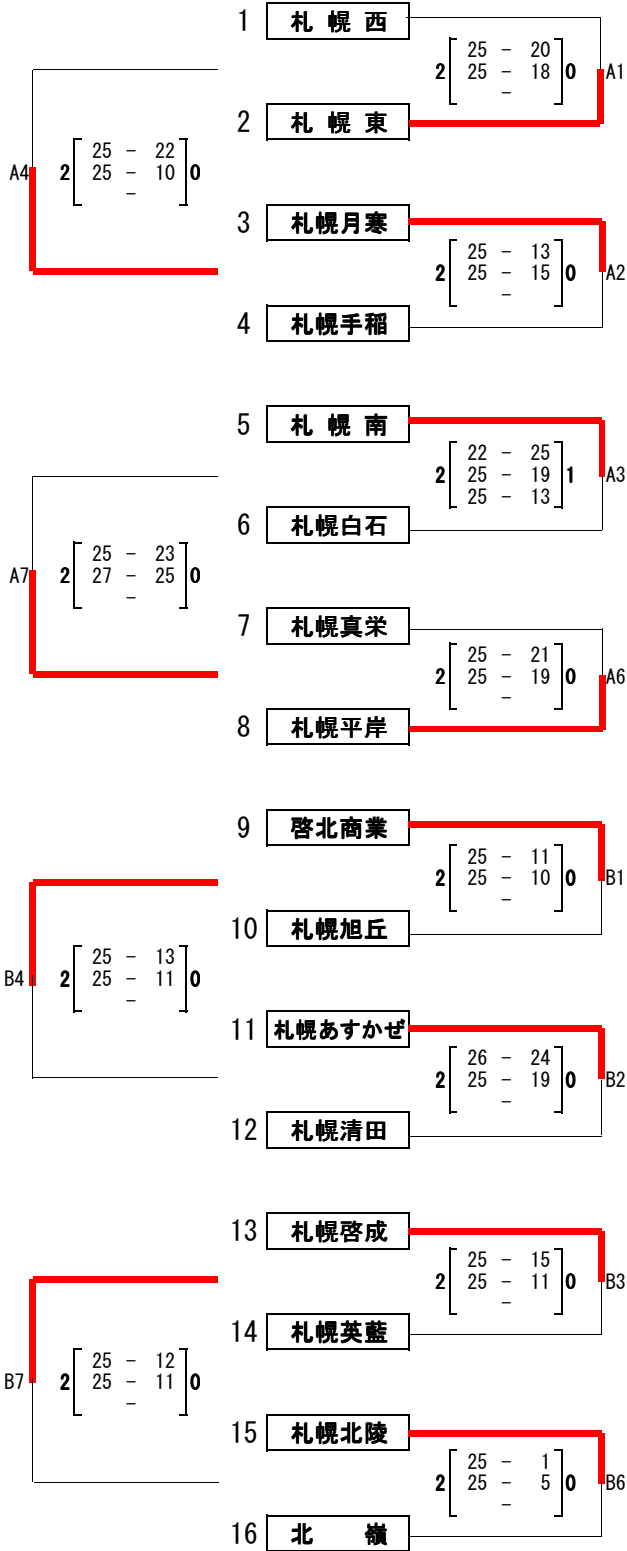 1 札幌西
2[ 25 - 20 ]0 A1
25 - 18
-
2 札幌東
A4 2[ 25 - 22 ]0
25 - 10
-
3 札幌月寒
2[ 25 - 13 ]0 A2
25 - 15
-
4 札幌手稲
5 札幌南
2[ 22 - 25 ]1 A3
25 - 19
25 - 13
6 札幌白石
A7 2[ 25 - 23 ]0
27 - 25
-
7 札幌真栄
2[ 25 - 21 ]0 A6
25 - 19
-
8 札幌平岸
9 啓北商業
2[ 25 - 11 ]0 B1
25 - 10
-
10 札幌旭丘
B4 2[ 25 - 13 ]0
25 - 11
-
11 札幌あすかぜ
2[ 26 - 24 ]0 B2
25 - 19
-
12 札幌清田
13 札幌啓成
2[ 25 - 15 ]0 B3
25 - 11
-
14 札幌英藍
B7 2[ 25 - 12 ]0
25 - 11
-
15 札幌北陵
2[ 25 - 1 ]0 B6
25 - 5
-
16 北嶺